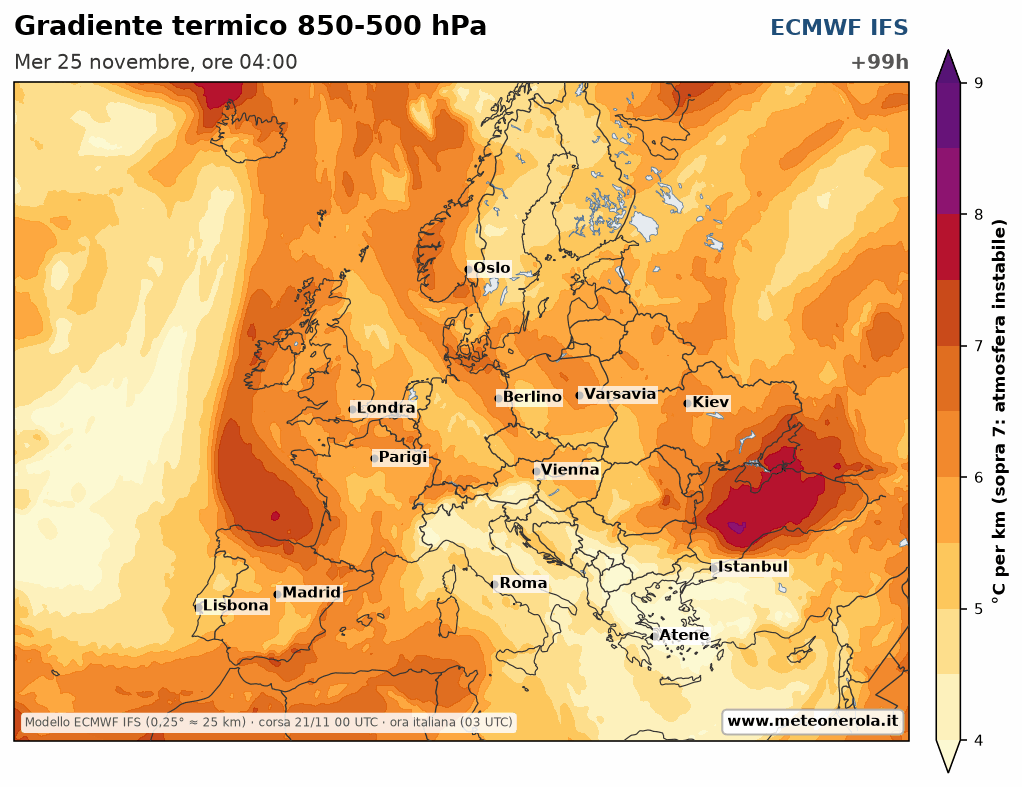 Gradiente termico 850-500 hPa
ECMWF IFS
Mer 25 novembre, ore 04:00
+99h
9
8
7
6
5
4
°C per km (sopra 7: atmosfera instabile)
Oslo
Berlino
Varsavia
Kiev
Londra
Parigi
Vienna
Istanbul
Roma
Madrid
Lisbona
Atene
Modello ECMWF IFS (0,25° ≈ 25 km) · corsa 21/11 00 UTC · ora italiana (03 UTC)
www.meteonerola.it